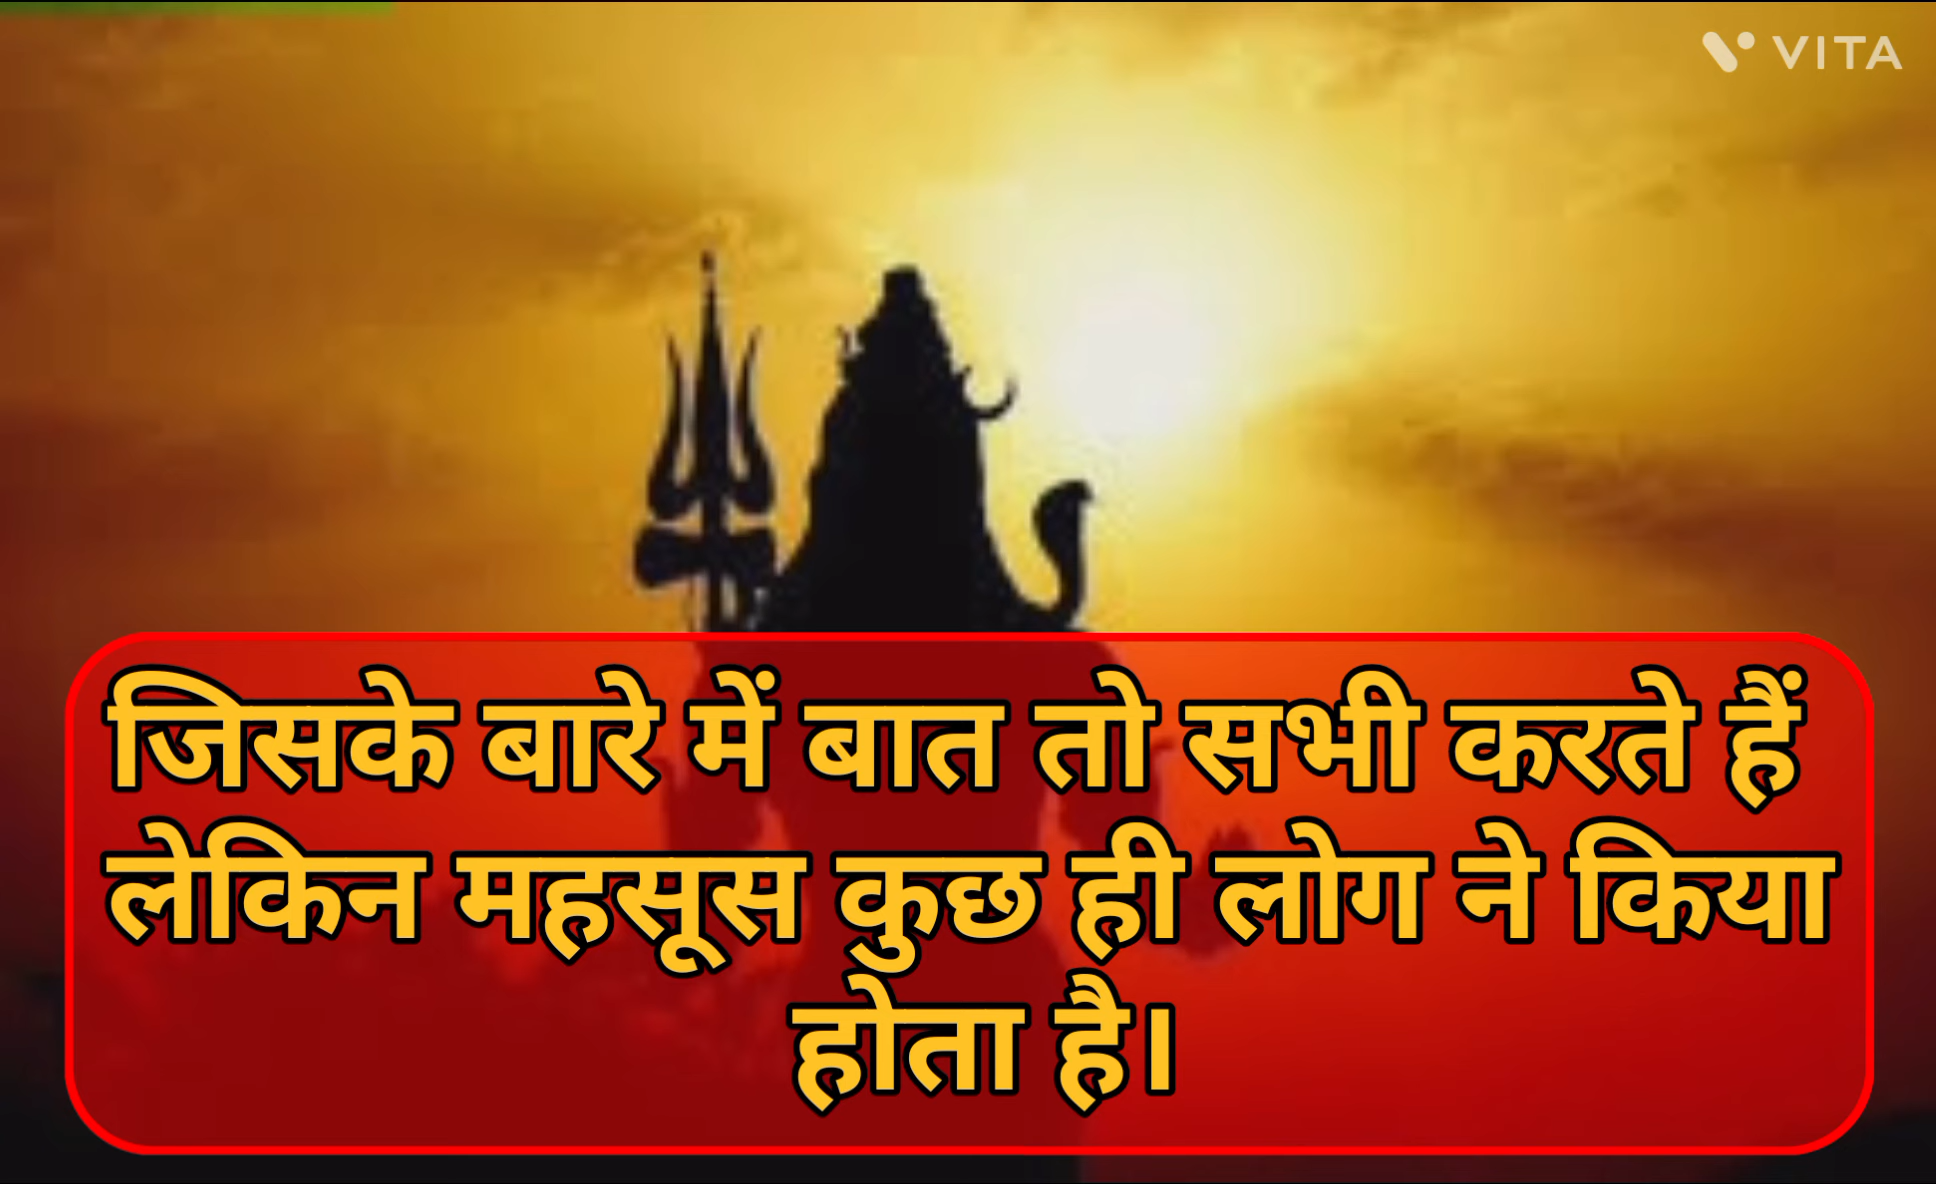 VITA
जिसके बारे में बात तो सभी करते हैं
लेकिन महसूस कुछ ही लोग ने किया
होता है।